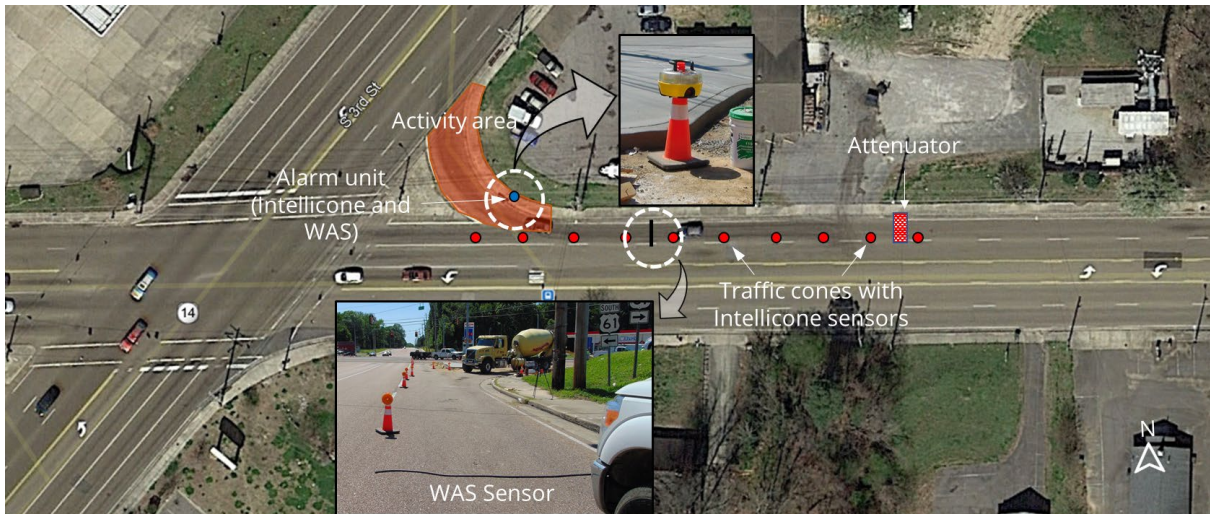 S 3rd St
Activity area
Attenuator
Alarm unit
(Intellicone and
WAS)
Traffic cones with
Intellicone sensors
14
SOUTH
61
WAS Sensor
N